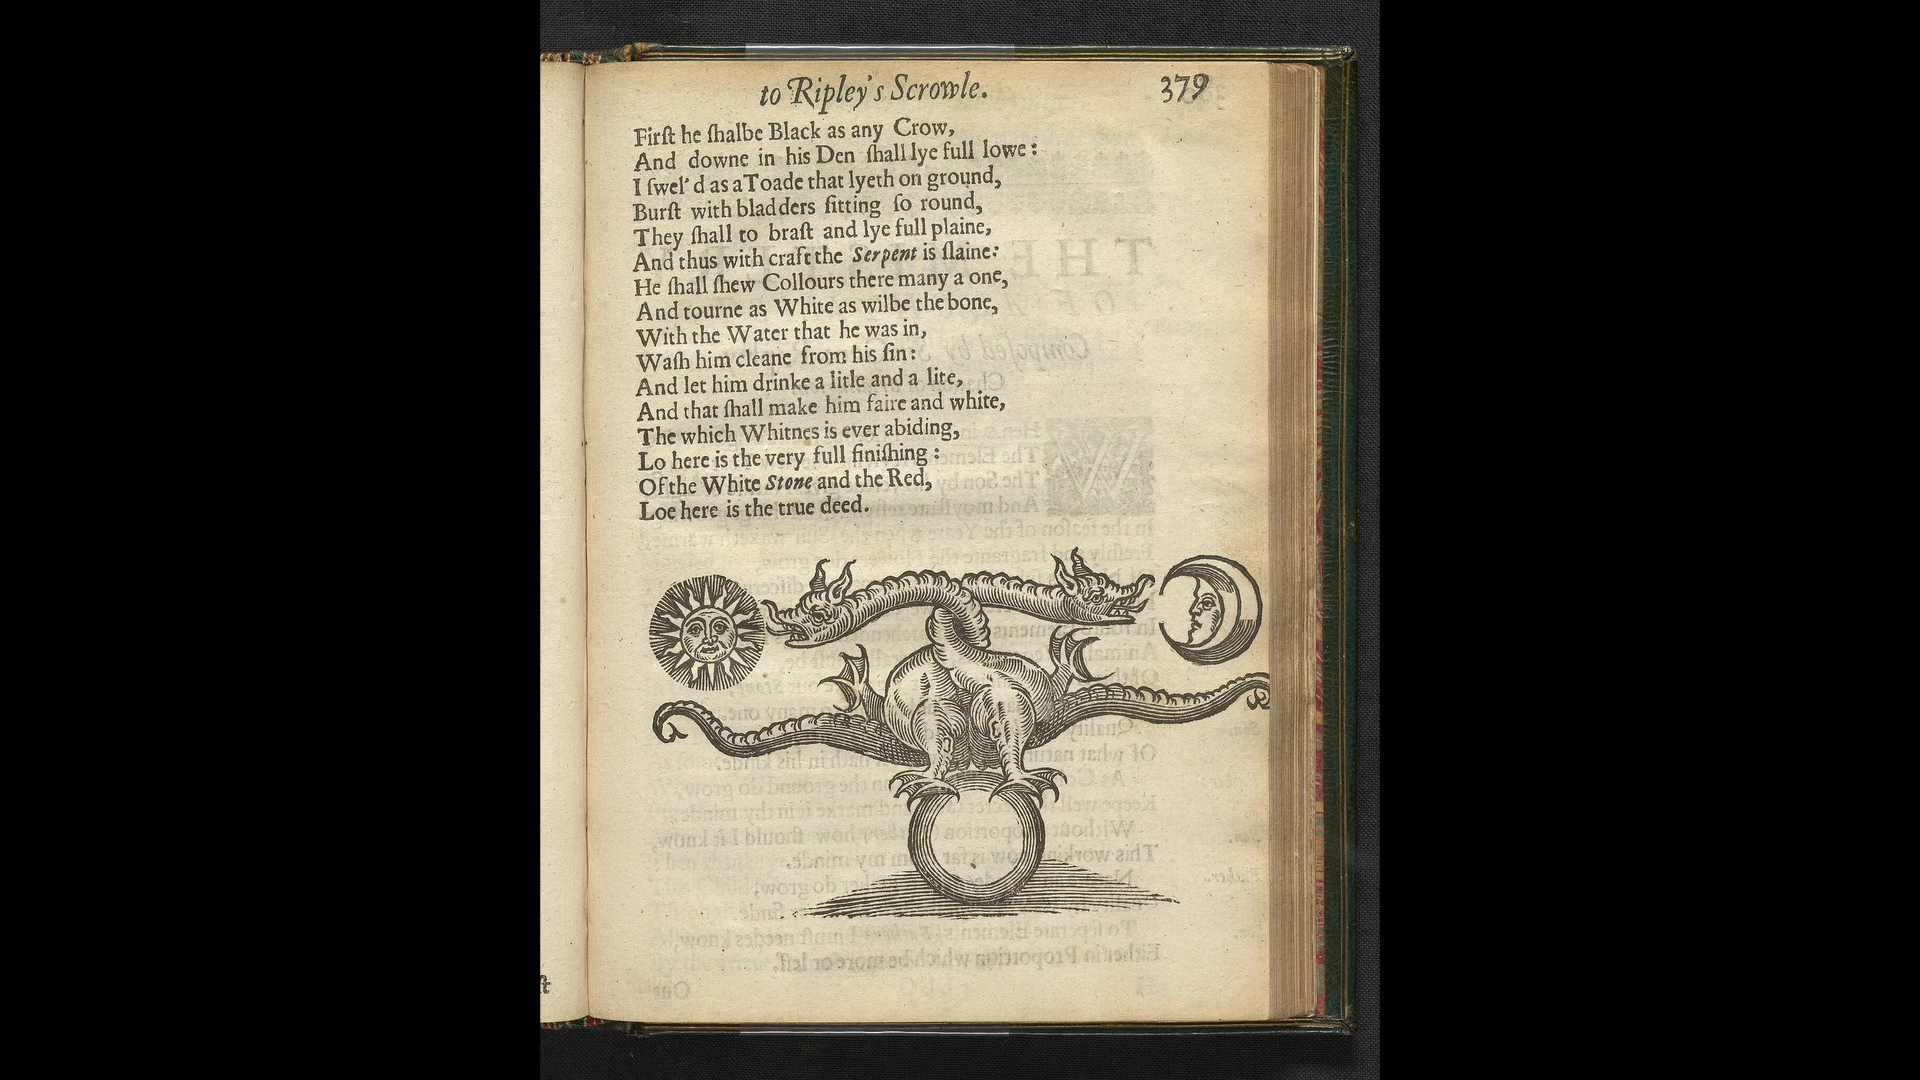 to Ripley's Scrowle. 379
Firſt he ſhalbe Black as any Crow,
And downe in his Den ſhall lye full lowe:
I ſwel'd as a Toade that lyeth on ground,
Burſt with bladders ſitting ſo round,
They ſhall to braſt and lye full plaine,
And thus with craft the Serpent is ſlaine:
He ſhall ſhew Collours there many a one,
And tourne as White as wilbe the bone,
With the Water that he was in,
Waſh him cleane from his ſin:
And let him drinke a litle and a lite,
And that ſhall make him faire and white,
The which Whitnes is ever abiding,
Lo here is the very full finiſhing:
Of the White Stone and the Red,
Loe here is the true deed.